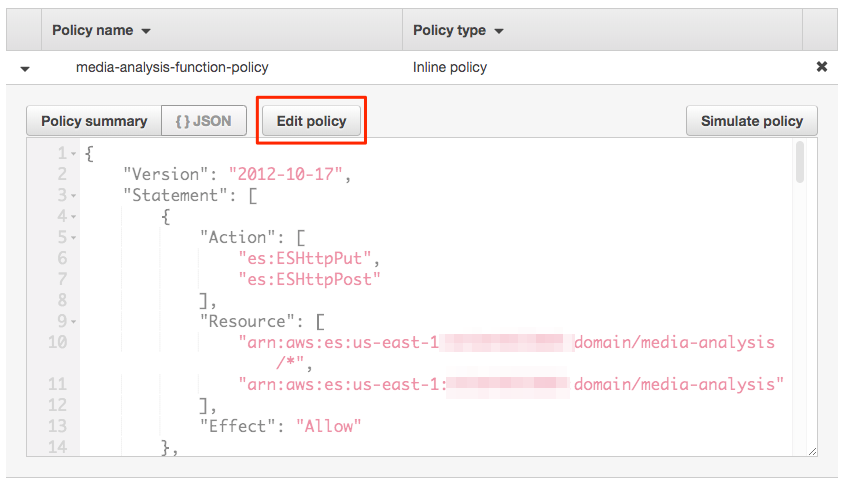 Policy name Policy type
media-analysis-function-policy Inline policy
Policy summary { } JSON Edit policy Simulate policy
1 {
2 "Version": "2012-10-17",
3 "Statement": [
4 {
5 "Action": [
6 "es:ESHttpPut",
7 "es:ESHttpPost"
8 ],
9 "Resource": [
10 "arn:aws:es:us-east-1 domain/media-analysis
/*",
11 "arn:aws:es:us-east-1: domain/media-analysis"
12 ],
13 "Effect": "Allow"
14 },